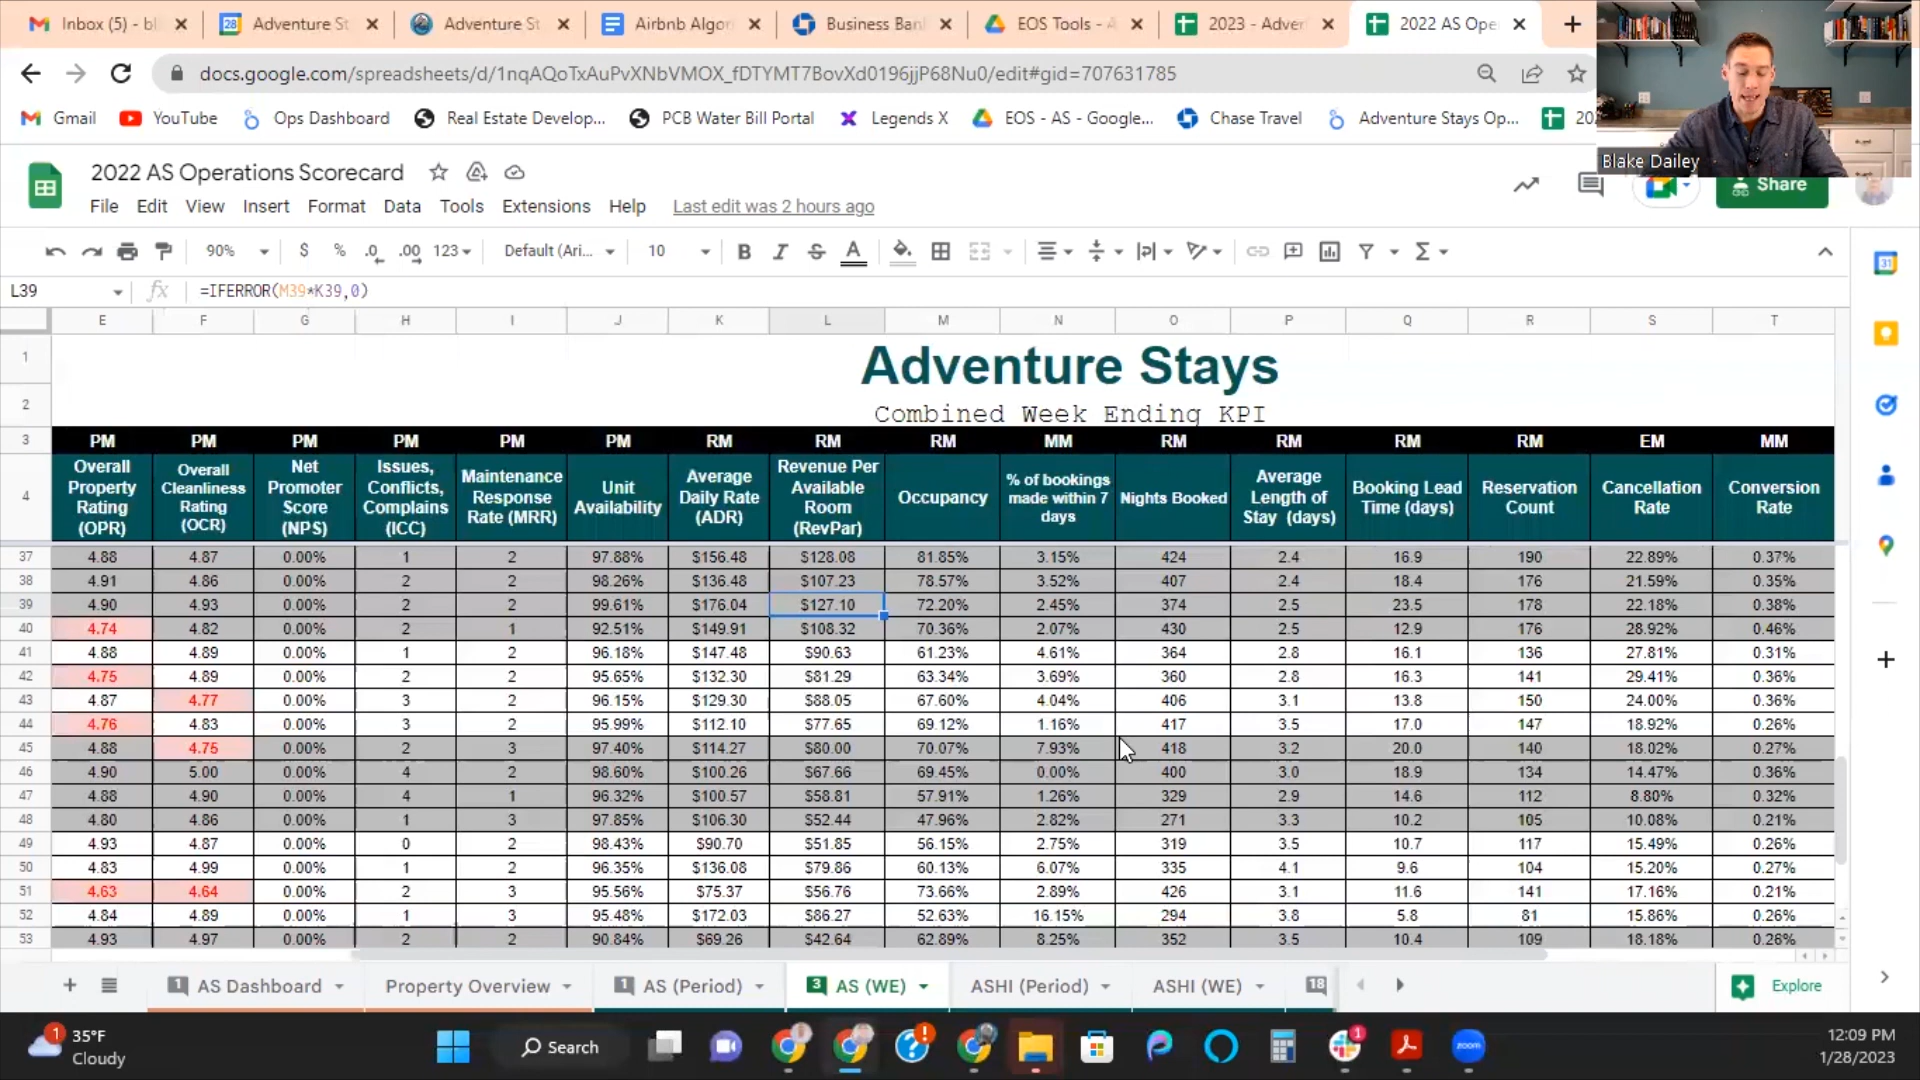 Inbox (5) - bl
Adventure St
Adventure St
Airbnb Algor
Business Ban
EOS Tools - A
2023 - Adver
2022 AS Ope
docs.google.com/spreadsheets/d/1nqAQoTxAuPvXNbVMOX_fDTYMT7BovXd0196jjP68Nu0/edit#gid=707631785
Gmail YouTube Ops Dashboard Real Estate Develop... PCB Water Bill Portal Legends X EOS - AS - Google... Chase Travel Adventure Stays Op... 20
Blake Dailey
2022 AS Operations Scorecard
Share
File Edit View Insert Format Data Tools Extensions Help Last edit was 2 hours ago
90% $ % .0 .00 123 Default (Ari... 10 B I S A
L39 fx =IFERROR(M39*K39,0)
E F G H I J K L M N O P Q R S T
1 Adventure Stays
2 Combined Week Ending KPI
3 PM PM PM PM PM PM RM RM RM MM RM RM RM RM EM MM
4
Overall Property Rating (OPR)
Overall Cleanliness Rating (OCR)
Net Promoter Score (NPS)
Issues, Conflicts, Complains (ICC)
Maintenance Response Rate (MRR)
Unit Availability
Average Daily Rate (ADR)
Revenue Per Available Room (RevPar)
Occupancy
% of bookings made within 7 days
Nights Booked
Average Length of Stay (days)
Booking Lead Time (days)
Reservation Count
Cancellation Rate
Conversion Rate
37 4.88 4.87 0.00% 1 2 97.88% $156.48 $128.08 81.85% 3.15% 424 2.4 16.9 190 22.89% 0.37%
38 4.91 4.86 0.00% 2 2 98.26% $136.48 $107.23 78.57% 3.52% 407 2.4 18.4 176 21.59% 0.35%
39 4.90 4.93 0.00% 2 2 99.61% $176.04 $127.10 72.20% 2.45% 374 2.5 23.5 178 22.18% 0.38%
40 4.74 4.82 0.00% 2 1 92.51% $149.91 $108.32 70.36% 2.07% 430 2.5 12.9 176 28.92% 0.46%
41 4.88 4.89 0.00% 1 2 96.18% $147.48 $90.63 61.23% 4.61% 364 2.8 16.1 136 27.81% 0.31%
42 4.75 4.89 0.00% 2 2 95.65% $132.30 $81.29 63.34% 3.69% 360 2.8 16.3 141 29.41% 0.36%
43 4.87 4.77 0.00% 3 2 96.15% $129.30 $88.05 67.60% 4.04% 406 3.1 13.8 150 24.00% 0.36%
44 4.76 4.83 0.00% 3 2 95.99% $112.10 $77.65 69.12% 1.16% 417 3.5 17.0 147 18.92% 0.26%
45 4.88 4.75 0.00% 2 3 97.40% $114.27 $80.00 70.07% 7.93% 418 3.2 20.0 140 18.02% 0.27%
46 4.90 5.00 0.00% 4 2 98.60% $100.26 $67.66 69.45% 0.00% 400 3.0 18.9 134 14.47% 0.36%
47 4.88 4.90 0.00% 4 1 96.32% $100.57 $58.81 57.91% 1.26% 329 2.9 14.6 112 8.80% 0.32%
48 4.80 4.86 0.00% 1 3 97.85% $106.30 $52.44 47.96% 2.82% 271 3.3 10.2 105 10.08% 0.21%
49 4.93 4.87 0.00% 0 2 98.43% $90.70 $51.85 56.15% 2.75% 319 3.5 10.7 117 15.49% 0.26%
50 4.83 4.99 0.00% 1 2 96.35% $136.08 $79.86 60.13% 6.07% 335 4.1 9.6 104 15.20% 0.27%
51 4.63 4.64 0.00% 2 3 95.56% $75.37 $56.76 73.66% 2.89% 426 3.1 11.6 141 17.16% 0.21%
52 4.84 4.89 0.00% 1 3 95.48% $172.03 $86.27 52.63% 16.15% 294 3.8 5.8 81 15.86% 0.26%
53 4.93 4.97 0.00% 2 2 90.84% $69.26 $42.64 62.89% 8.25% 352 3.5 10.4 109 18.18% 0.26%
1 AS Dashboard Property Overview 1 AS (Period) 3 AS (WE) ASHI (Period) ASHI (WE) 18 Explore
1 35°F
Cloudy
Search
zoom
12:09 PM
1/28/2023